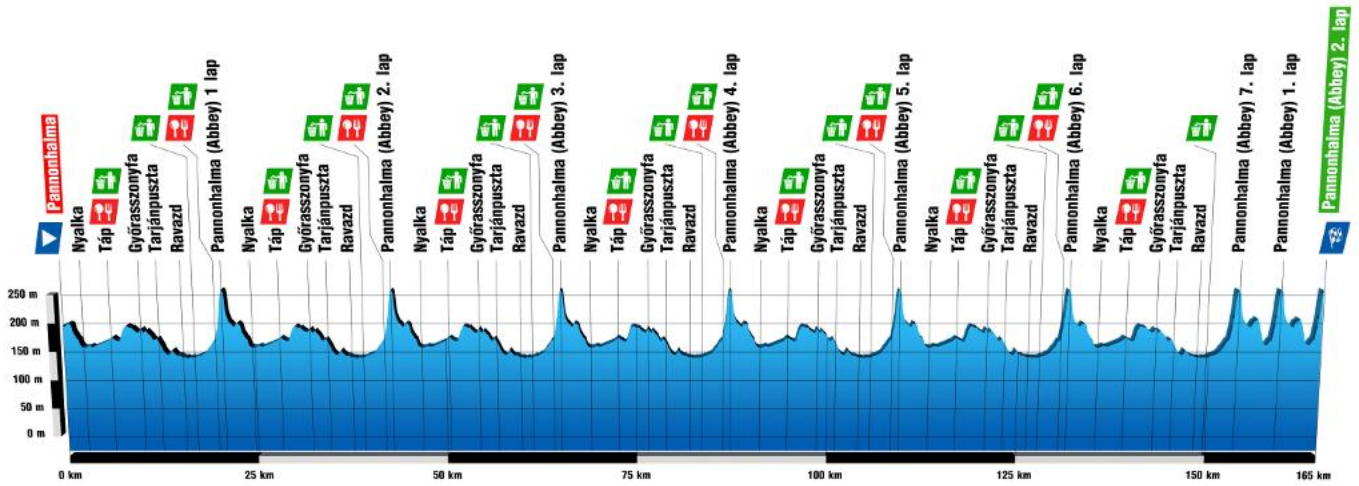 Pannonhalma
Nyalka
Táp
Győrasszonyfa
Tarjánpuszta
Ravazd
Pannonhalma (Abbey) 1 lap
Nyalka
Táp
Győrasszonyfa
Tarjánpuszta
Ravazd
Pannonhalma (Abbey) 2. lap
Nyalka
Táp
Győrasszonyfa
Tarjánpuszta
Ravazd
Pannonhalma (Abbey) 3. lap
Nyalka
Táp
Győrasszonyfa
Tarjánpuszta
Ravazd
Pannonhalma (Abbey) 4. lap
Nyalka
Táp
Győrasszonyfa
Tarjánpuszta
Ravazd
Pannonhalma (Abbey) 5. lap
Nyalka
Táp
Győrasszonyfa
Tarjánpuszta
Ravazd
Pannonhalma (Abbey) 6. lap
Nyalka
Táp
Győrasszonyfa
Tarjánpuszta
Ravazd
Pannonhalma (Abbey) 7. lap
Pannonhalma (Abbey) 1. lap
Pannonhalma (Abbey) 2. lap
250 m
200 m
150 m
100 m
50 m
0 m
0 km
25 km
50 km
75 km
100 km
125 km
150 km
165 km